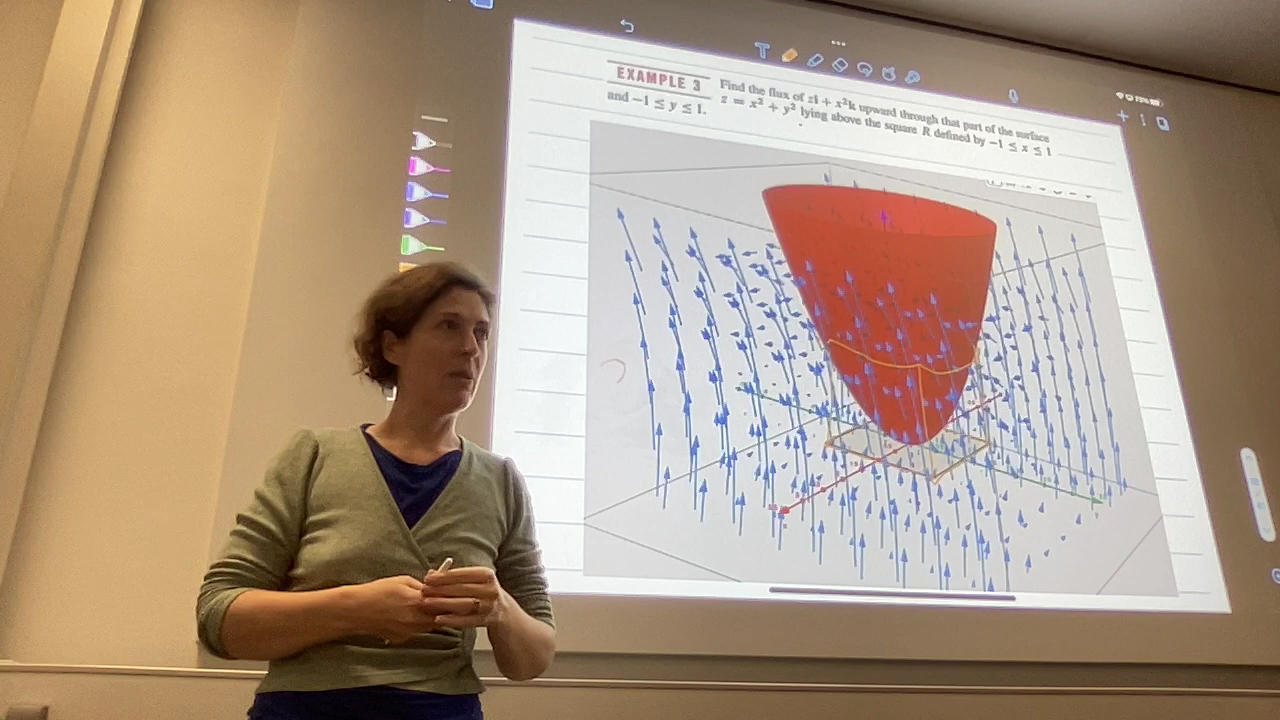 EXAMPLE 3 Find the flux of zi + x²k upward through that part of the surface
z = x² + y² lying above the square R defined by −1 ≤ x ≤ 1
and −1 ≤ y ≤ 1.